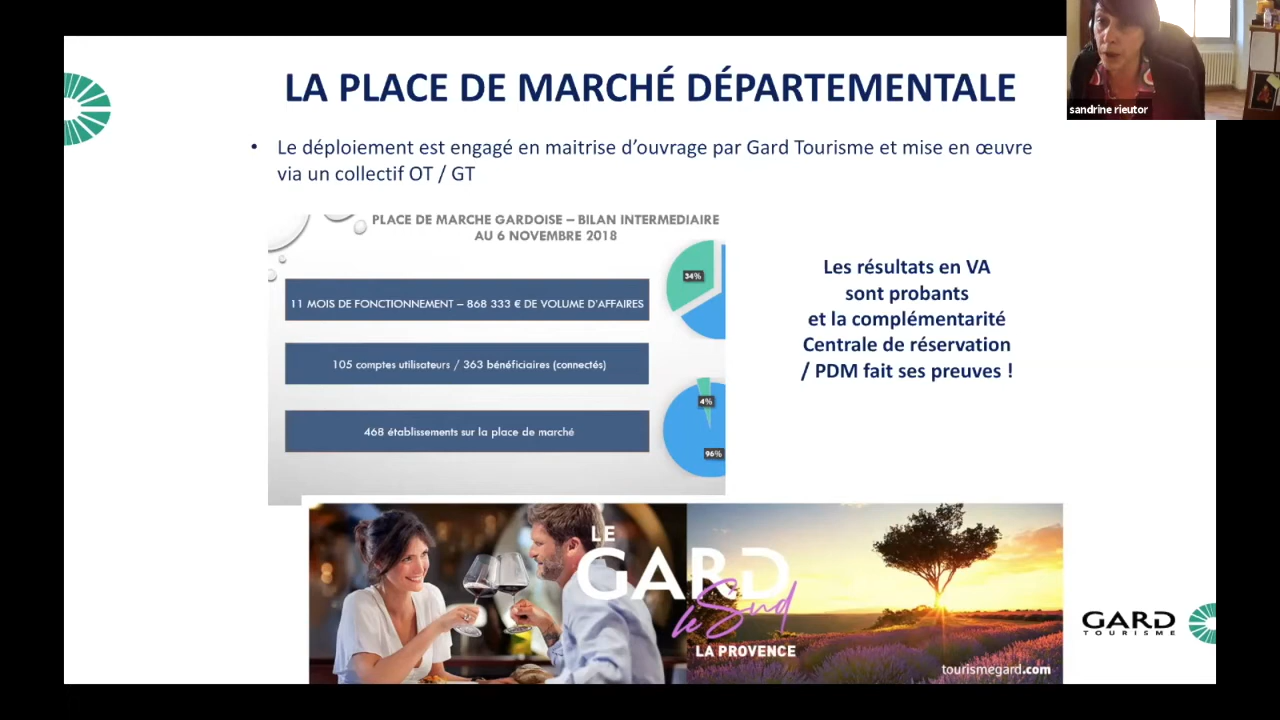 LA PLACE DE MARCHÉ DÉPARTEMENTALE
sandrine rieutor
• Le déploiement est engagé en maitrise d’ouvrage par Gard Tourisme et mise en œuvre
via un collectif OT / GT
PLACE DE MARCHE GARDOISE – BILAN INTERMEDIAIRE
AU 6 NOVEMBRE 2018
34%
11 MOIS DE FONCTIONNEMENT – 868 333 € DE VOLUME D’AFFAIRES
105 comptes utilisateurs / 363 bénéficiaires (connectés)
4%
468 établissements sur la place de marché
96%
Les résultats en VA
sont probants
et la complémentarité
Centrale de réservation
/ PDM fait ses preuves !
LE
GARD
le Sud
LA PROVENCE
tourismegard.com
GARD
TOURISME